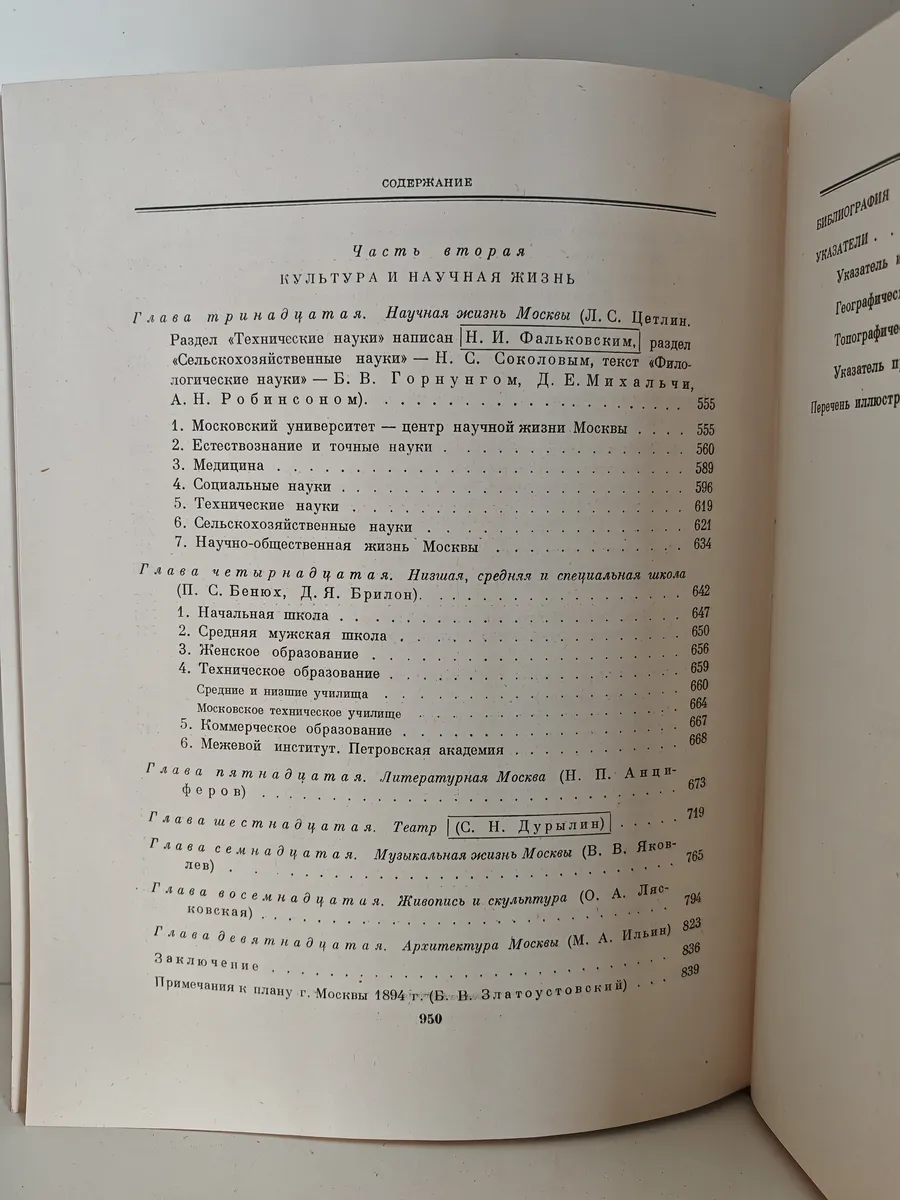 СОДЕРЖАНИЕ
Часть вторая
КУЛЬТУРА И НАУЧНАЯ ЖИЗНЬ
Глава тринадцатая. Научная жизнь Москвы (Л. С. Цетлин.
Раздел «Технические науки» написан Н. И. Фальковским, раздел
«Сельскохозяйственные науки» — Н. С. Соколовым, текст «Фило-
логические науки» — Б. В. Горнунгом, Д. Е. Михальчи,
А. Н. Робинсоном). . . . . . . . . . . . . . . . . . 555
1. Московский университет — центр научной жизни Москвы . . . . 555
2. Естествознание и точные науки . . . . . . . . . . . . . . 560
3. Медицина . . . . . . . . . . . . . . . . . . . . . . . 589
4. Социальные науки . . . . . . . . . . . . . . . . . . . 596
5. Технические науки . . . . . . . . . . . . . . . . . . . 619
6. Сельскохозяйственные науки . . . . . . . . . . . . . . . 621
7. Научно-общественная жизнь Москвы . . . . . . . . . . . 634
Глава четырнадцатая. Низшая, средняя и специальная школа
(П. С. Бенюх, Д. Я. Брилон). . . . . . . . . . . . . . . 642
1. Начальная школа . . . . . . . . . . . . . . . . . . . 647
2. Средняя мужская школа . . . . . . . . . . . . . . . . 650
3. Женское образование . . . . . . . . . . . . . . . . . 656
4. Техническое образование . . . . . . . . . . . . . . . . 659
Средние и низшие училища . . . . . . . . . . . . . . . . 660
Московское техническое училище . . . . . . . . . . . . . . 664
5. Коммерческое образование . . . . . . . . . . . . . . . 667
6. Межевой институт. Петровская академия . . . . . . . . . . 668
Глава пятнадцатая. Литературная Москва (Н. П. Анци-
феров) . . . . . . . . . . . . . . . . . . . . . . . . 673
Глава шестнадцатая. Театр (С. Н. Дурылин) . . . . . 719
Глава семнадцатая. Музыкальная жизнь Москвы (В. В. Яков-
лев) . . . . . . . . . . . . . . . . . . . . . . . . . 765
Глава восемнадцатая. Живопись и скульптура (О. А. Ляс-
ковская) . . . . . . . . . . . . . . . . . . . . . . . 794
Глава девятнадцатая. Архитектура Москвы (М. А. Ильин) 823
Заключение . . . . . . . . . . . . . . . . . . . . . . 836
Примечания к плану г. Москвы 1894 г. (Б. В. Златоустовский) . . . 839
950
БИБЛИОГРАФИЯ
УКАЗАТЕЛИ . .
Указатель
Географичес
Топографиче
Указатель
Перечень иллюстр